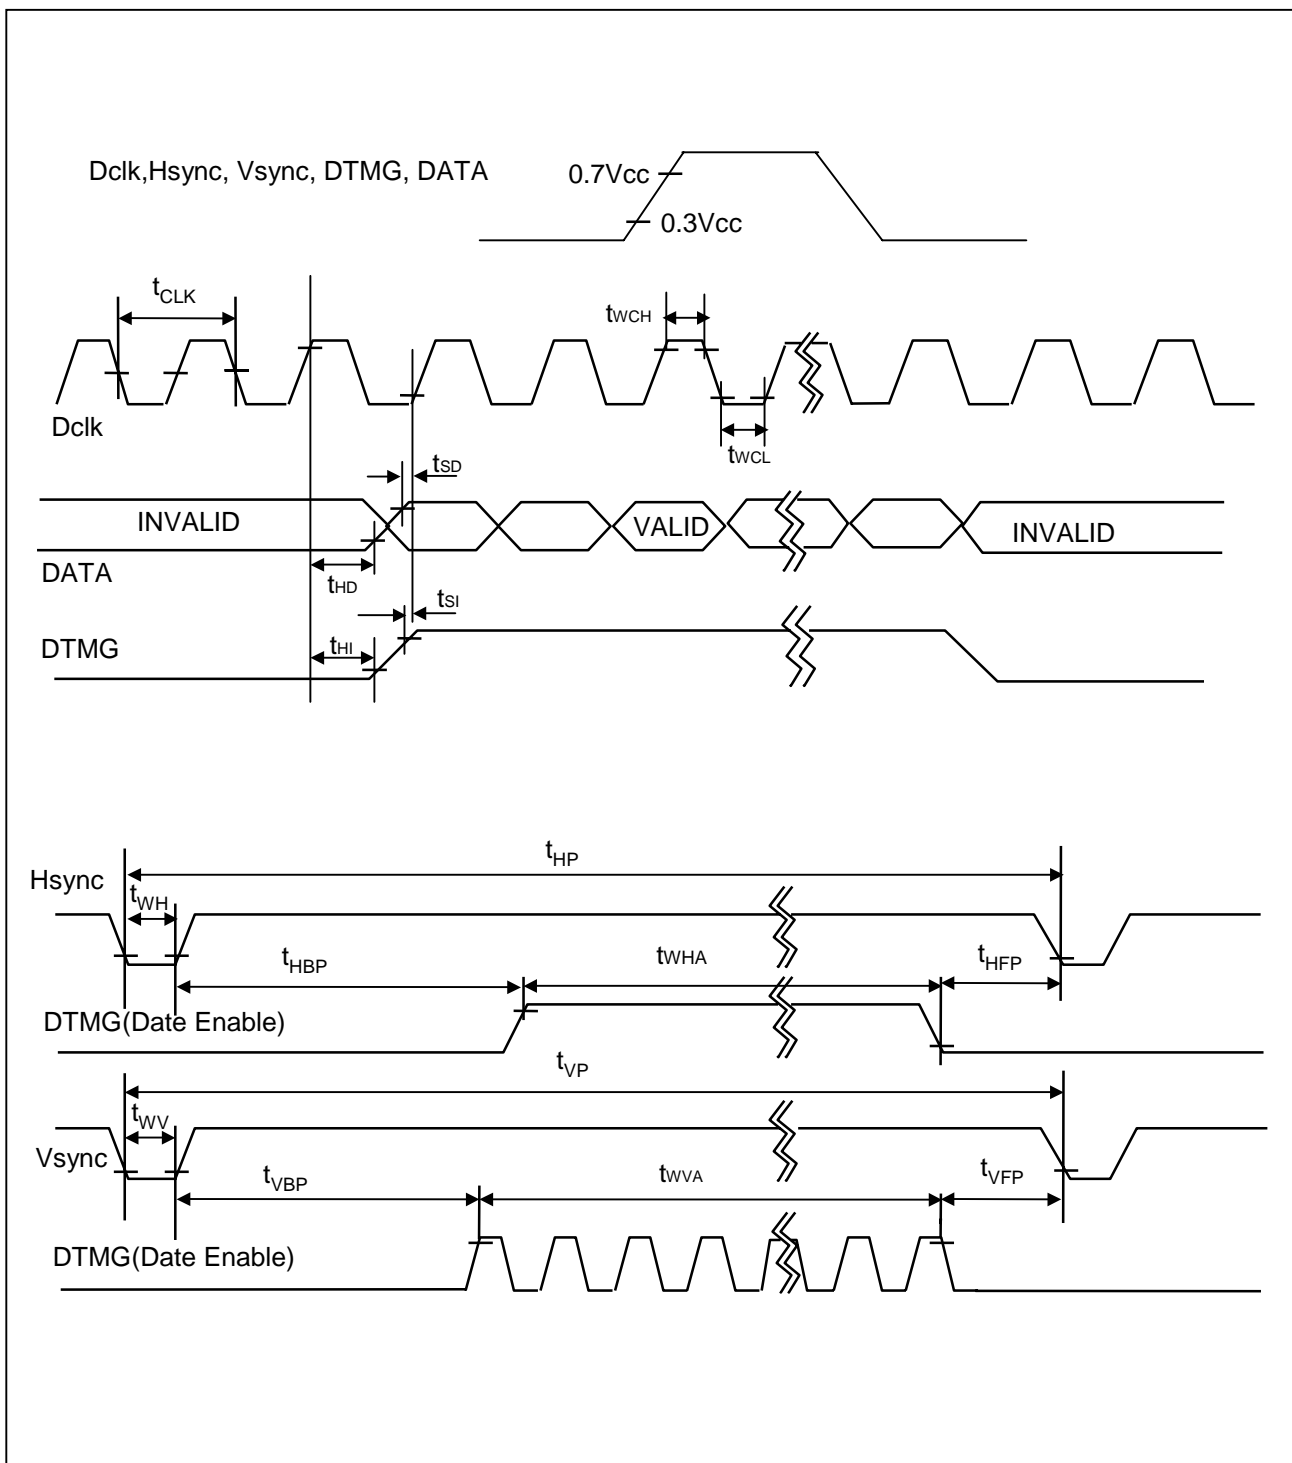 Dclk,Hsync, Vsync, DTMG, DATA
0.7Vcc
0.3Vcc
tCLK
tWCH
Dclk
tWCL
tSD
INVALID
VALID
INVALID
DATA
tHD
tSI
DTMG
tHI
tHP
Hsync
tWH
tHBP
tWHA
tHFP
DTMG(Date Enable)
tVP
tWV
Vsync
tVBP
tWVA
tVFP
DTMG(Date Enable)